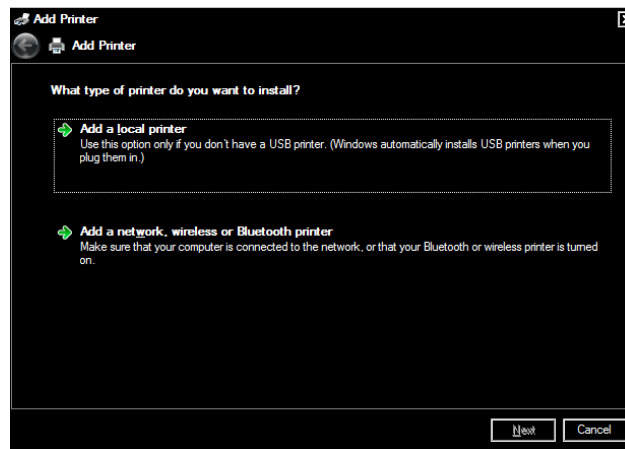 Add Printer
Add Printer
What type of printer do you want to install?
Add a local printer
Use this option only if you don't have a USB printer. (Windows automatically installs USB printers when you
plug them in.)
Add a network, wireless or Bluetooth printer
Make sure that your computer is connected to the network, or that your Bluetooth or wireless printer is turned
on.
Next
Cancel